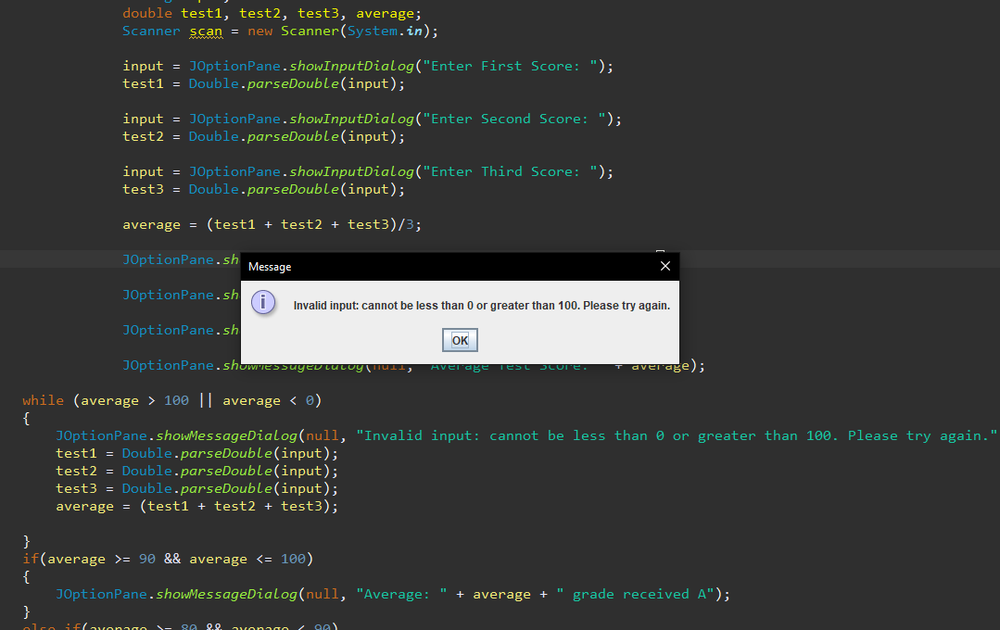 double test1, test2, test3, average;
Scanner scan = new Scanner(System.in);
input = JOptionPane.showInputDialog("Enter First Score: ");
test1 = Double.parseDouble(input);
input = JOptionPane.showInputDialog("Enter Second Score: ");
test2 = Double.parseDouble(input);
input = JOptionPane.showInputDialog("Enter Third Score: ");
test3 = Double.parseDouble(input);
average = (test1 + test2 + test3)/3;
JOptionPane.sh
Message
JOptionPane.sh
Invalid input: cannot be less than 0 or greater than 100. Please try again.
JOptionPane.sh
OK
JOptionPane.showMessageDialog(null, "Average Test Score: " + average);
while (average > 100 || average < 0)
{
JOptionPane.showMessageDialog(null, "Invalid input: cannot be less than 0 or greater than 100. Please try again."
test1 = Double.parseDouble(input);
test2 = Double.parseDouble(input);
test3 = Double.parseDouble(input);
average = (test1 + test2 + test3);
}
if(average >= 90 && average <= 100)
{
JOptionPane.showMessageDialog(null, "Average: " + average + " grade received A");
}
else if(average >= 80 && average < 90)